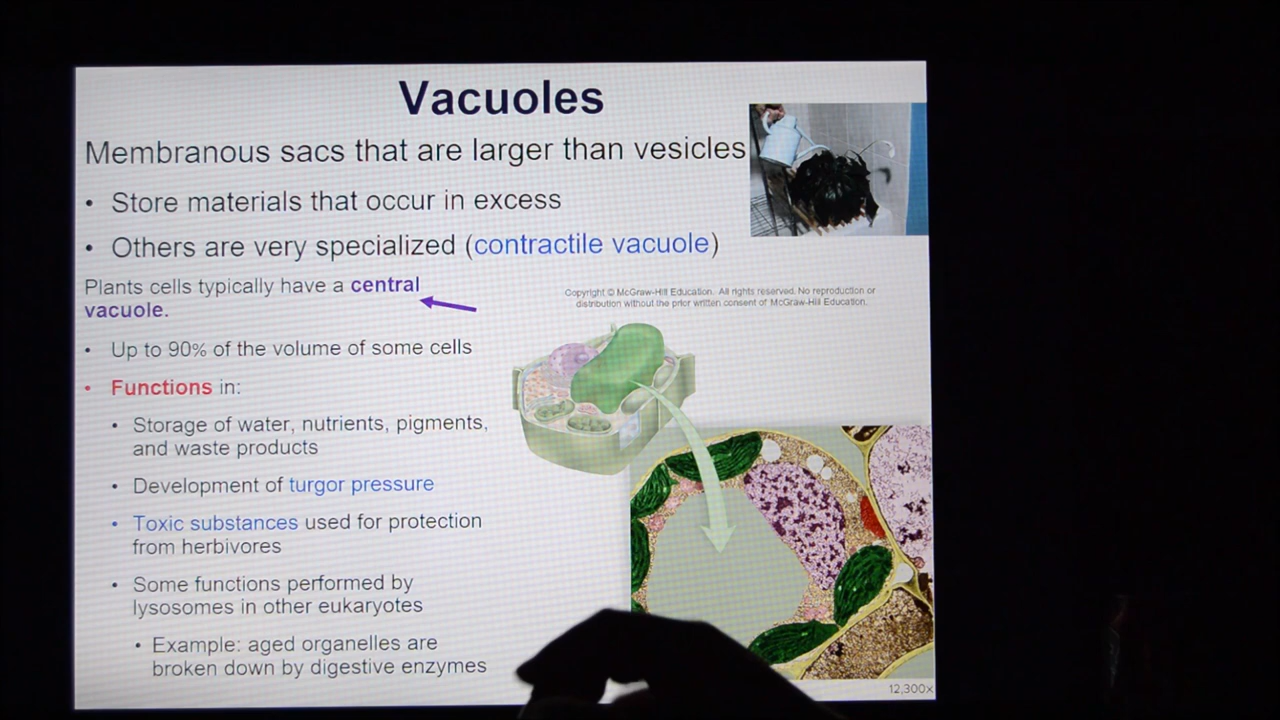 Vacuoles
Membranous sacs that are larger than vesicles
• Store materials that occur in excess
• Others are very specialized (contractile vacuole)
Plants cells typically have a central
vacuole.
• Up to 90% of the volume of some cells
• Functions in:
• Storage of water, nutrients, pigments,
and waste products
• Development of turgor pressure
• Toxic substances used for protection
from herbivores
• Some functions performed by
lysosomes in other eukaryotes
• Example: aged organelles are
broken down by digestive enzymes
Copyright © McGraw-Hill Education. All rights reserved. No reproduction or
distribution without the prior written consent of McGraw-Hill Education.
12,300x